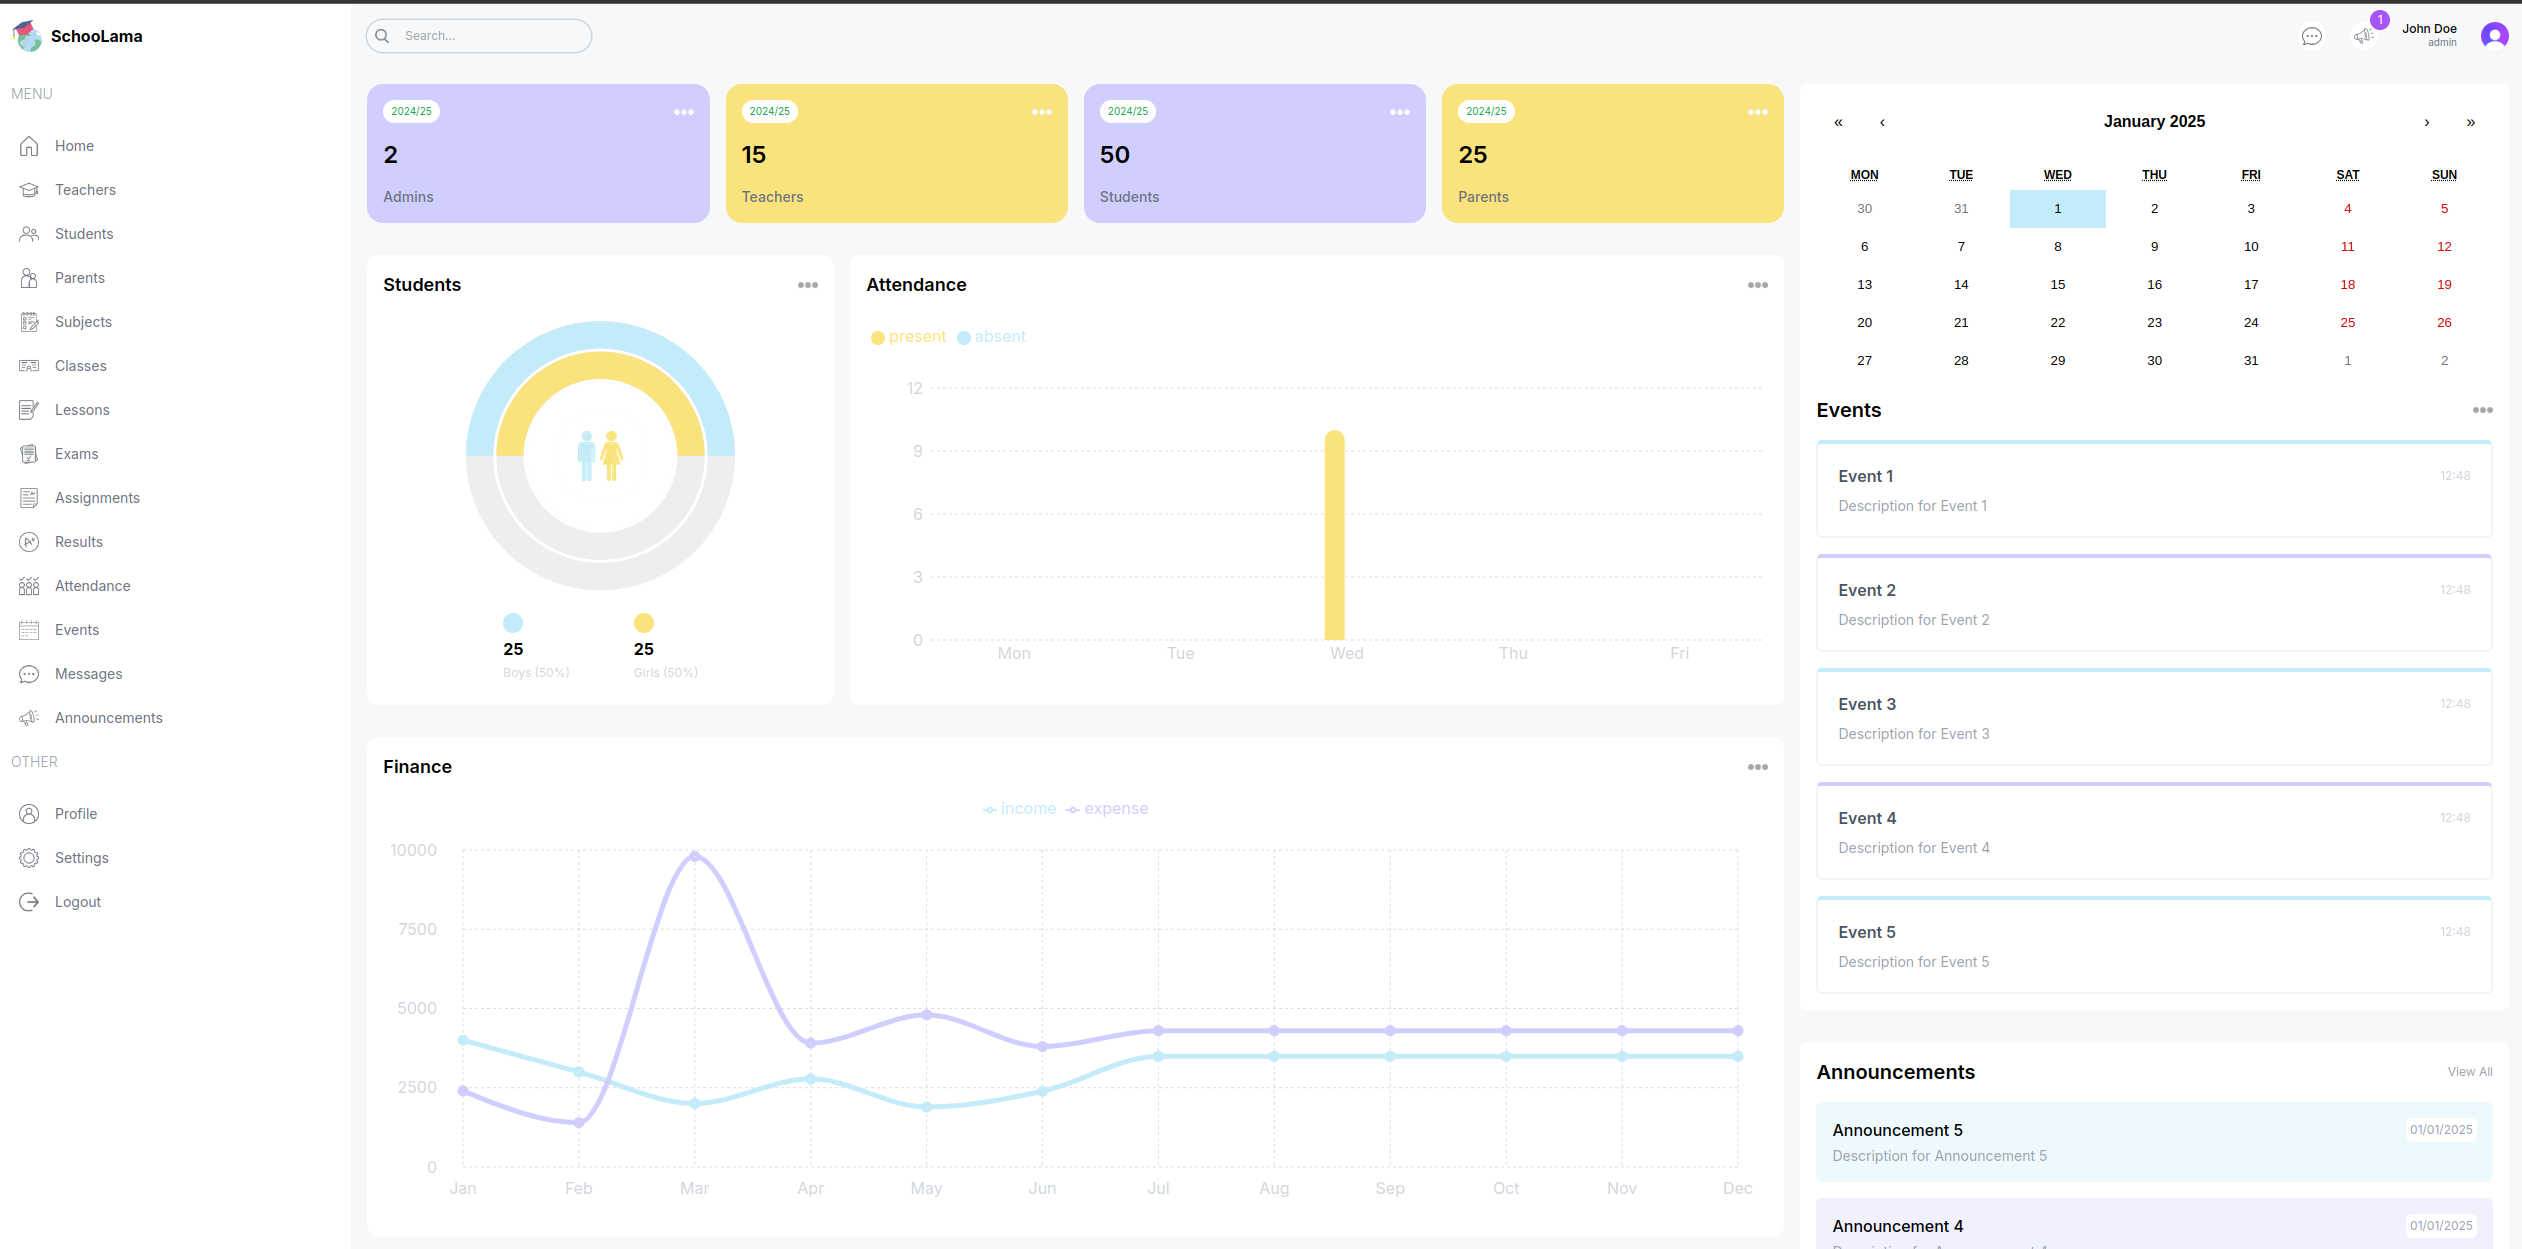 SchooLama
MENU
Home
Teachers
Students
Parents
Subjects
Classes
Lessons
Exams
Assignments
Results
Attendance
Events
Messages
Announcements
OTHER
Profile
Settings
Logout
Search...
1
John Doe
admin
2024/25
2
Admins
2024/25
15
Teachers
2024/25
50
Students
2024/25
25
Parents
Students
25
Boys (50%)
25
Girls (50%)
Attendance
present absent
12
9
6
3
0
Mon Tue Wed Thu Fri
Finance
income expense
10000
7500
5000
2500
0
Jan Feb Mar Apr May Jun Jul Aug Sep Oct Nov Dec
« ‹ January 2025 › »
MON TUE WED THU FRI SAT SUN
30 31 1 2 3 4 5
6 7 8 9 10 11 12
13 14 15 16 17 18 19
20 21 22 23 24 25 26
27 28 29 30 31 1 2
Events
Event 1 12:48
Description for Event 1
Event 2 12:48
Description for Event 2
Event 3 12:48
Description for Event 3
Event 4 12:48
Description for Event 4
Event 5 12:48
Description for Event 5
Announcements View All
Announcement 5 01/01/2025
Description for Announcement 5
Announcement 4 01/01/2025